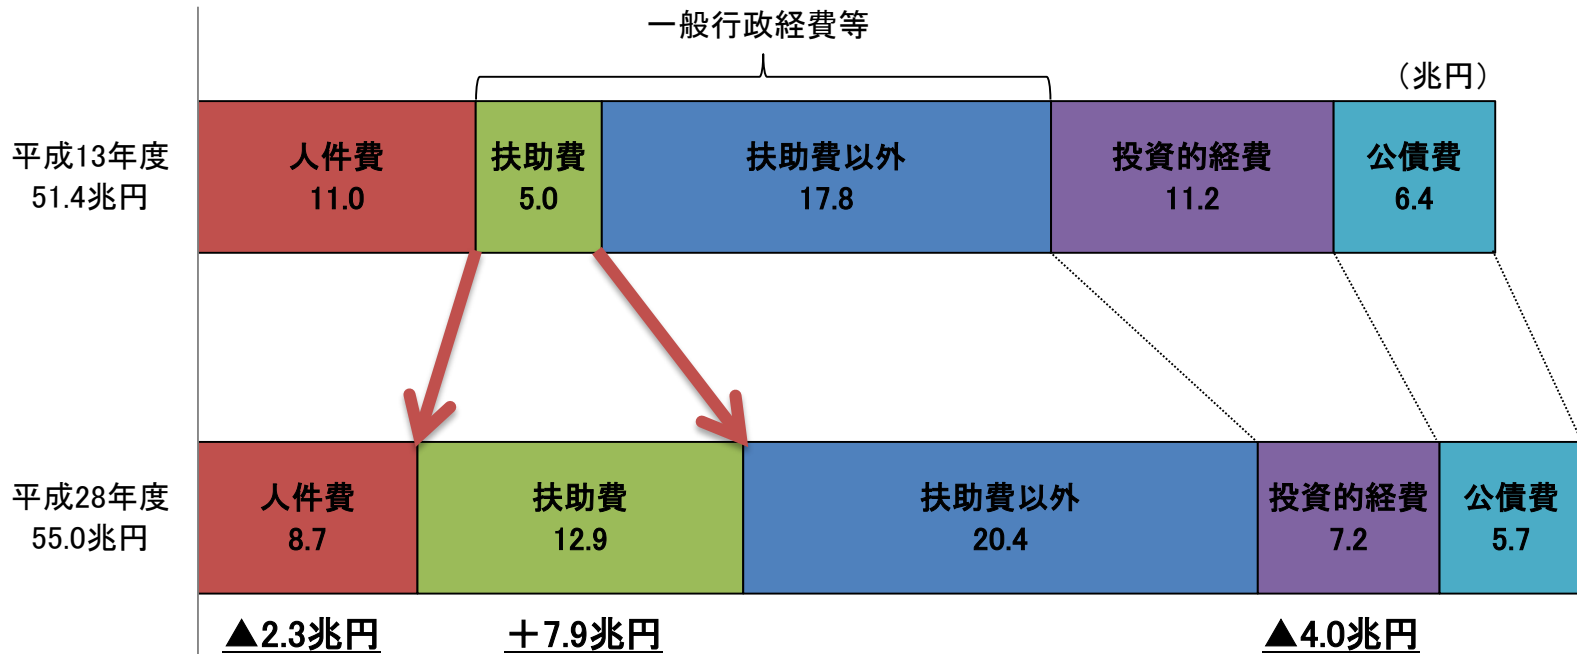 一般行政経費等
（兆円）
平成13年度
51.4兆円
人件費
11.0
扶助費
5.0
扶助費以外
17.8
投資的経費
11.2
公債費
6.4
平成28年度
55.0兆円
人件費
8.7
扶助費
12.9
扶助費以外
20.4
投資的経費
7.2
公債費
5.7
▲2.3兆円
＋7.9兆円
▲4.0兆円